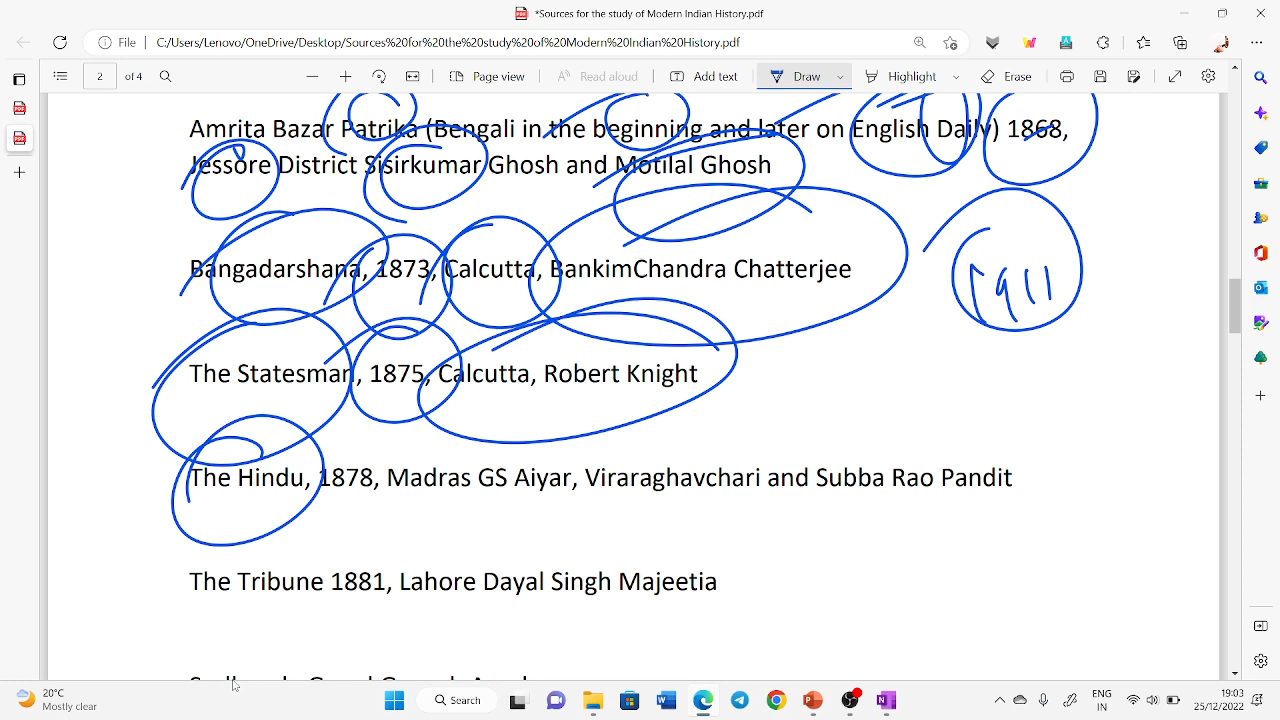 *Sources for the study of Modern Indian History.pdf
File C:/Users/Lenovo/OneDrive/Desktop/Sources%20for%20the%20study%20of%20Modern%20Indian%20History.pdf
2 of 4 Page view Read aloud Add text Draw Highlight Erase
Amrita Bazar Patrika (Bengali in the beginning and later on English Daily) 1868,
Jessore District Sisirkumar Ghosh and Motilal Ghosh
Bangadarshana, 1873, Calcutta, BankimChandra Chatterjee
1911
The Statesman, 1875, Calcutta, Robert Knight
The Hindu, 1878, Madras GS Aiyar, Viraraghavchari and Subba Rao Pandit
The Tribune 1881, Lahore Dayal Singh Majeetia
20°C
Mostly clear
Search
ENG
IN
19:03
25/12/2022